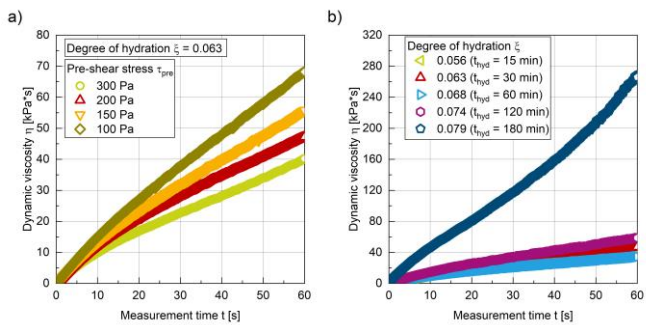 a)
Degree of hydration ξ = 0.063
Pre-shear stress τpre
300 Pa
200 Pa
150 Pa
100 Pa
Dynamic viscosity η [kPa*s]
80
70
60
50
40
30
20
10
0
0 10 20 30 40 50 60
Measurement time t [s]
b)
Degree of hydration ξ
0.056 (thyd = 15 min)
0.063 (thyd = 30 min)
0.068 (thyd = 60 min)
0.074 (thyd = 120 min)
0.079 (thyd = 180 min)
Dynamic viscosity η [kPa*s]
320
280
240
200
160
120
80
40
0
0 10 20 30 40 50 60
Measurement time t [s]